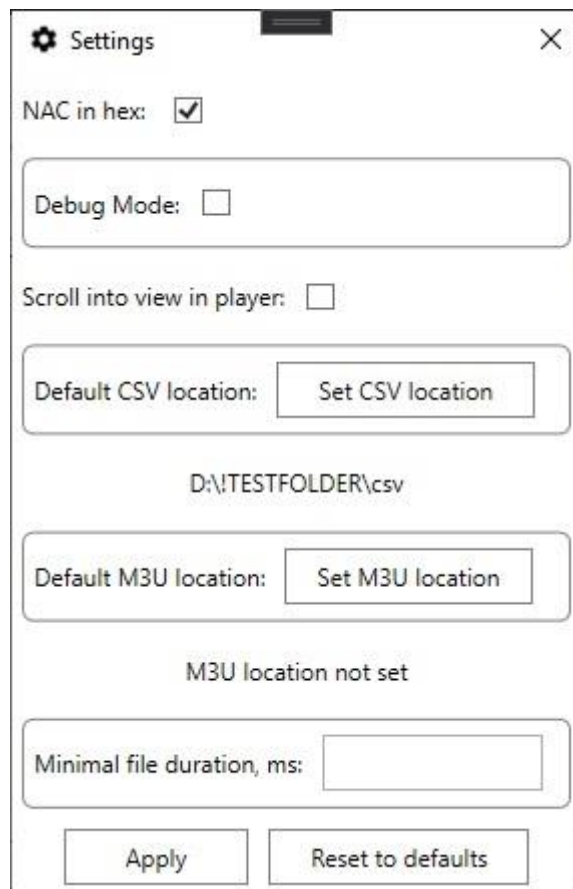 Settings
NAC in hex:
Debug Mode:
Scroll into view in player:
Default CSV location: Set CSV location
D:\!TESTFOLDER\csv
Default M3U location: Set M3U location
M3U location not set
Minimal file duration, ms:
Apply Reset to defaults